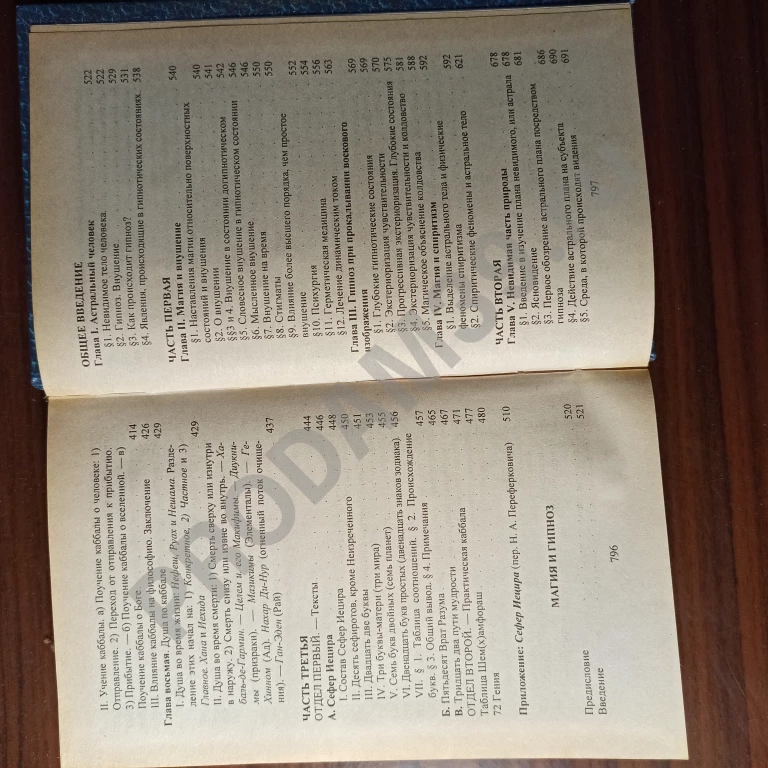 II. Учение каббалы, а) Поучение каббалы о человеке: 1)
Отправление. 2) Переход от отправления к прибытию.
3) Прибытие. — б) Поучение каббалы о вселенной. — в)
Поучение каббалы о Боге 414
III. Влияние каббалы на философию. Заключение 426
Глава восьмая. Душа по каббале 429
I. Душа во время жизни: Нефеш, Руах и Нешама. Разде-
ление этих начал на: 1) Конкретное, 2) Частное и 3)
Главное. Хана и Нехида 429
II. Душа во время смерти: 1) Смерть сверху или изнутри
в наружу. 2) Смерть снизу или извне во внутрь. — Ха-
баль-де-Гармин. — Целем и его Макифимы. — Диукни-
мы (призраки). — Мазикимы (Элементалы). — Ге-
Хинном (Ад). Нахар Ди-Нур (огненный поток очище-
ния). — Ган-Эден (Рай) 437
ЧАСТЬ ТРЕТЬЯ 444
ОТДЕЛ ПЕРВЫЙ. — Тексты 446
А. Сефер Иецира 448
I. Состав Сефер Иецира 450
II. Десять сефиротов, кроме Неизреченного 451
III. Двадцать две буквы 453
IV. Три буквы-матери (три мира) 455
V. Семь букв двойных (семь планет) 456
VI. Двенадцать букв простых (двенадцать знаков зодиака)
VII. § 1. Таблица соотношений. § 2. Происхождение
букв. § 3. Общий вывод. § 4. Примечания 457
Б. Пятьдесят Врат Разума 465
В. Тридцать два пути мудрости 467
ОТДЕЛ ВТОРОЙ. — Практическая каббала 471
Таблица Шем(Х)амфораш 477
72 Гения 480
Приложение: Сефер Иецира (пер. Н. А. Переферковича) 510
МАГИЯ И ГИПНОЗ
Предисловие 520
Введение 521
796
ОБЩЕЕ ВВЕДЕНИЕ 522
Глава I. Астральный человек 522
§1. Невидимое тело человека 529
§2. Гипноз. Внушение 531
§3. Как происходит гипноз? 538
§4. Явления, происходящие в гипнотических состояниях
ЧАСТЬ ПЕРВАЯ 540
Глава II. Магия и внушение
§1. Наставления магии относительно поверхностных
состояний и внушения 540
§2. О внушении 541
§§3 и 4. Внушение в состоянии догипнотическом 542
§5. Словесное внушение в гипнотическом состоянии 546
§6. Мысленное внушение 546
§7. Внушение на время 550
§8. Стигматы 550
§9. Влияние более высшего порядка, чем простое
внушение 552
§10. Психургия 554
§11. Герметическая медицина 556
§12. Лечение динамическим током 563
Глава III. Гипноз при прокалывании воскового
изображения 569
§1. Глубокие гипнотические состояния 569
§2. Экстериоризация чувствительности 570
§3. Прогрессивная экстериоризация. Глубокие состояния 575
§4. Экстериоризация чувствительности и колдовство 581
§5. Магическое объяснение колдовства 588
Глава IV. Магия и спиритизм 592
§1. Выделение астрального тела и физические
феномены спиритизма 592
§2. Спиритические феномены и астральное тело 621
ЧАСТЬ ВТОРАЯ 678
Глава V. Невидимая часть природы 678
§1. Введение в изучение плана невидимого, или астрала 681
§2. Ясновидение
§3. Первое обозрение астрального плана посредством
гипноза 686
§4. Действие астрального плана на субъекта 690
§5. Среда, в которой происходят видения 691
797